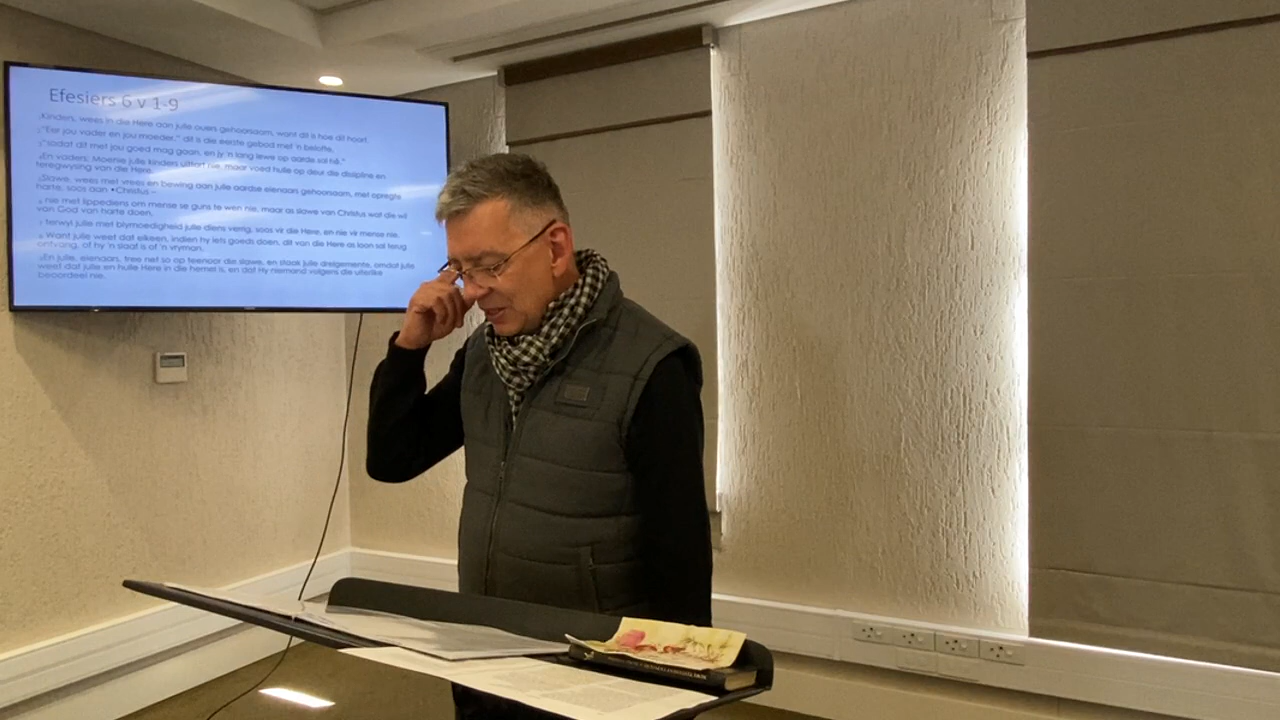 Efesiers 6 v 1-9
1Kinders, wees in die Here aan julle ouers gehoorsaam, want dit is hoe dit hoort.
2"Eer jou vader en jou moeder," dit is die eerste gebod met 'n belofte,
3"sodat dit met jou goed mag gaan, en jy 'n lang lewe op aarde sal hê."
4En vaders: Moenie julle kinders uittart nie, maar voed hulle op deur die dissipline en
teregwysing van die Here.
5Slawe, wees met vrees en bewing aan julle aardse eienaars gehoorsaam, met opregte
harte, soos aan •Christus –
6 nie met lippediens om mense se guns te wen nie, maar as slawe van Christus wat die wil
van God van harte doen,
7 terwyl julle met blymoedigheid julle diens verrig, soos vir die Here, en nie vir mense nie.
8 Want julle weet dat elkeen, indien hy iets goeds doen, dit van die Here as loon sal terug
ontvang, of hy 'n slaaf is of 'n vryman.
9En julle, eienaars, tree net so op teenoor die slawe, en staak julle dreigemente, omdat julle
weet dat julle en hulle Here in die hemel is, en dat Hy niemand volgens die uiterlike
beoordeel nie.